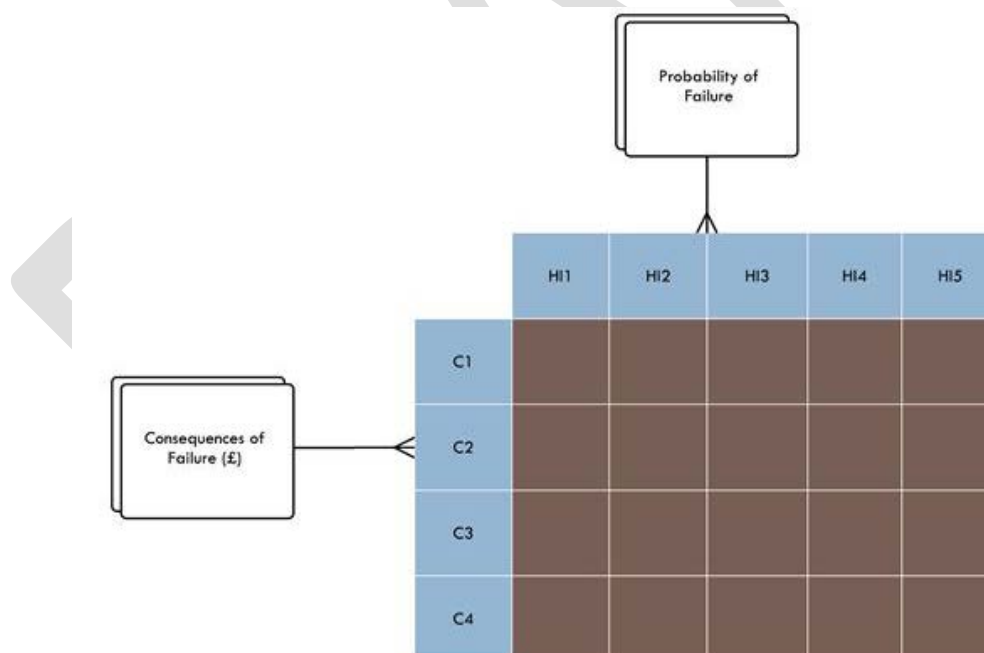 Probability of
Failure
HI1 HI2 HI3 HI4 HI5
C1
Consequences of
Failure (£)
C2
C3
C4